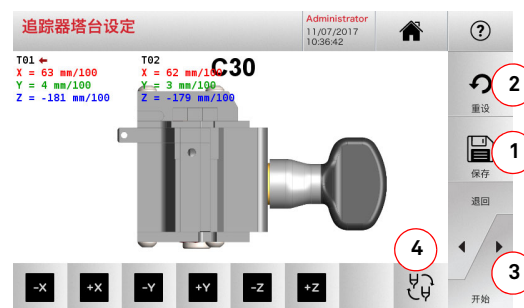 追踪器塔台设定
Administrator
11/07/2017
10:36:42
?
T01 ←
X = 63 mm/100
Y = 4 mm/100
Z = -181 mm/100
T02
X = 62 mm/100
Y = 3 mm/100
Z = -179 mm/100
C30
2
重设
1
保存
退回
4
3
开始
-X
+X
-Y
+Y
-Z
+Z